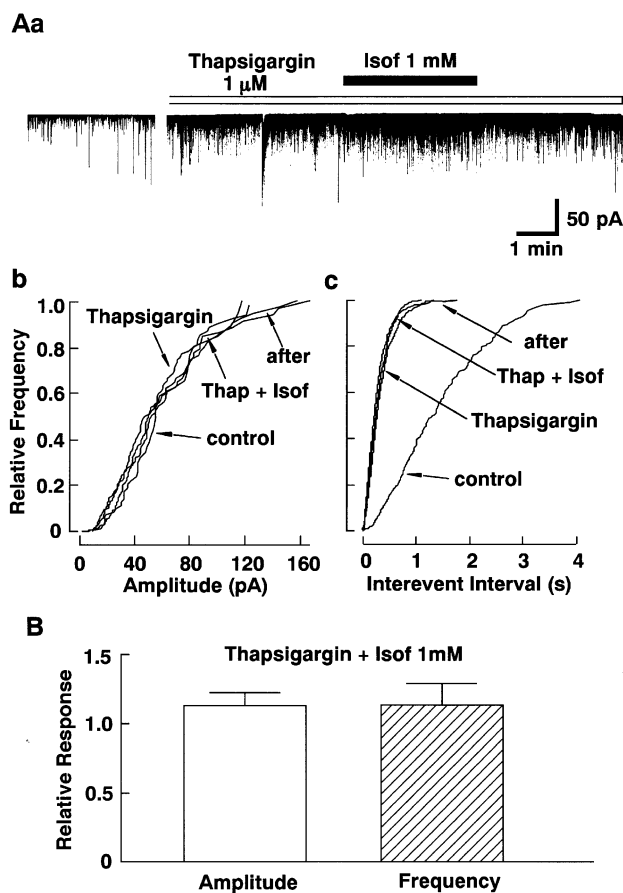 Aa
Thapsigargin
1 µM
Isof 1 mM
50 pA
1 min
b
Relative Frequency
1.0
0.8
0.6
0.4
0.2
0
Thapsigargin
after
Thap + Isof
control
0
40
80
120
160
Amplitude (pA)
c
after
Thap + Isof
Thapsigargin
control
0
1
2
3
4
Interevent Interval (s)
B
Thapsigargin + Isof 1mM
Relative Response
1.5
1.0
0.5
0
Amplitude
Frequency